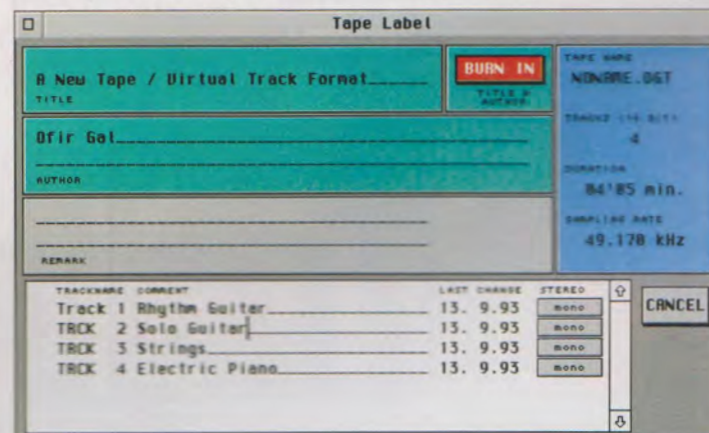 Tape Label
A New Tape / Virtual Track Format
TITLE
BURN IN
TITLE & AUTHOR
Ofir Gal
AUTHOR
REMARK
TAPE NAME
NONAME.DGT
TRACKS (16 BIT)
4
DURATION
04'05 min.
SAMPLING RATE
49.170 kHz
TRACKNAME COMMENT LAST CHANGE STEREO
Track 1 Rhythm Guitar 13. 9.93 mono
TRCK 2 Solo Guitar 13. 9.93 mono
TRCK 3 Strings 13. 9.93 mono
TRCK 4 Electric Piano 13. 9.93 mono
CANCEL